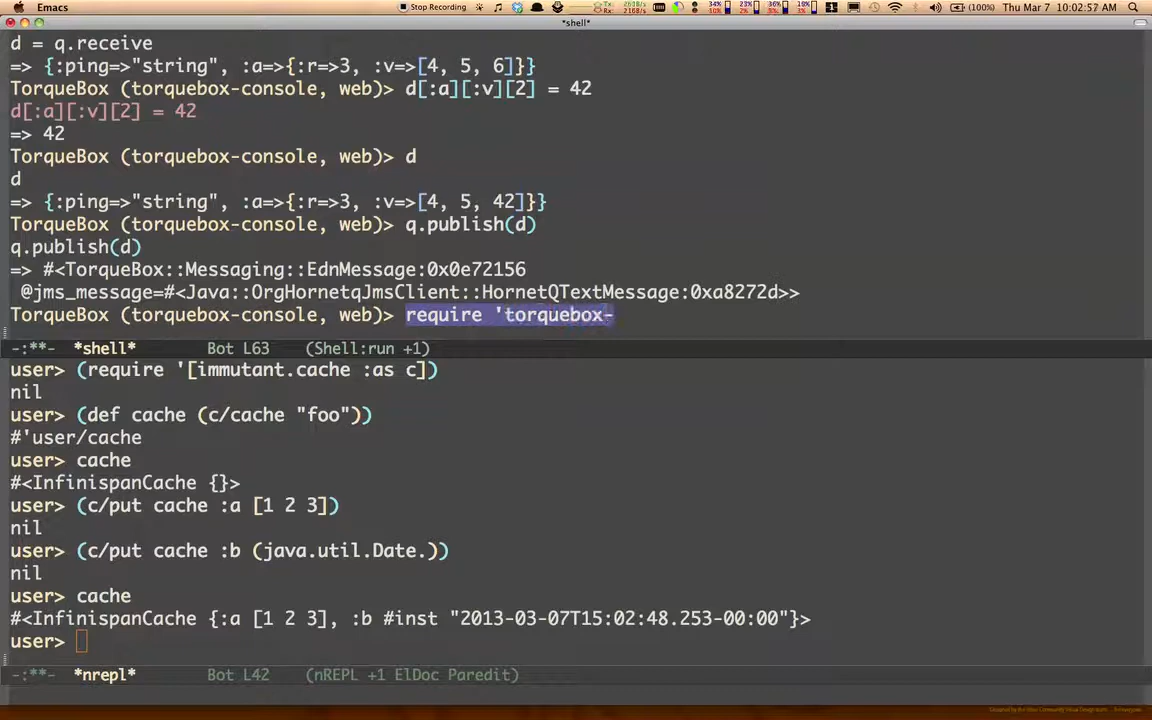 Emacs Stop Recording (100%) Thu Mar 7 10:02:57 AM
*shell*
d = q.receive
=> {:ping=>"string", :a=>{:r=>3, :v=>[4, 5, 6]}}
TorqueBox (torquebox-console, web)> d[:a][:v][2] = 42
d[:a][:v][2] = 42
=> 42
TorqueBox (torquebox-console, web)> d
d
=> {:ping=>"string", :a=>{:r=>3, :v=>[4, 5, 42]}}
TorqueBox (torquebox-console, web)> q.publish(d)
q.publish(d)
=> #<TorqueBox::Messaging::EdnMessage:0x0e72156
@jms_message=#<Java::OrgHornetqJmsClient::HornetQTextMessage:0xa8272d>>
TorqueBox (torquebox-console, web)> require 'torquebox-
-:**- *shell* Bot L63 (Shell:run +1)
user> (require '[immutant.cache :as c])
nil
user> (def cache (c/cache "foo"))
#'user/cache
user> cache
#<InfinispanCache {}>
user> (c/put cache :a [1 2 3])
nil
user> (c/put cache :b (java.util.Date.))
nil
user> cache
#<InfinispanCache {:a [1 2 3], :b #inst "2013-03-07T15:02:48.253-00:00"}>
user>
-:**- *nrepl* Bot L42 (nREPL +1 ElDoc Paredit)